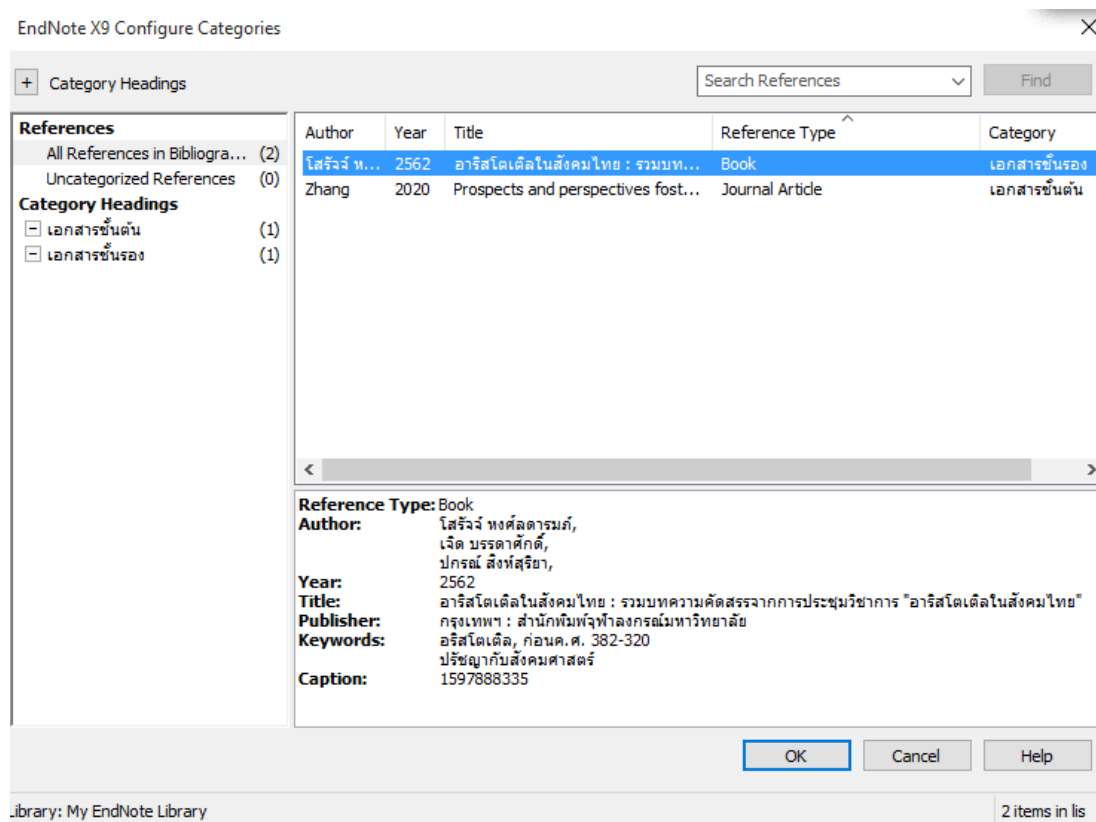 EndNote X9 Configure Categories
+ Category Headings
Search References
Find
References
All References in Bibliogra... (2)
Uncategorized References (0)
Category Headings
เอกสารชั้นต้น (1)
เอกสารชั้นรอง (1)
Author Year Title Reference Type Category
โสรัจจ์ ห... 2562 อาริสโตเติลในสังคมไทย : รวมบท... Book เอกสารชั้นรอง
Zhang 2020 Prospects and perspectives fost... Journal Article เอกสารชั้นต้น
Reference Type: Book
Author: โสรัจจ์ หงศ์ลดารมภ์,
เจิด บรรดาศักดิ์,
ปกรณ์ สิงห์สุริยา,
Year: 2562
Title: อาริสโตเติลในสังคมไทย : รวมบทความคัดสรรจากการประชุมวิชาการ "อาริสโตเติลในสังคมไทย"
Publisher: กรุงเทพฯ : สำนักพิมพ์จุฬาลงกรณ์มหาวิทยาลัย
Keywords: อริสโตเติล, ก่อนค.ศ. 382-320
ปรัชญากับสังคมศาสตร์
Caption: 1597888335
OK Cancel Help
Library: My EndNote Library
2 items in lis